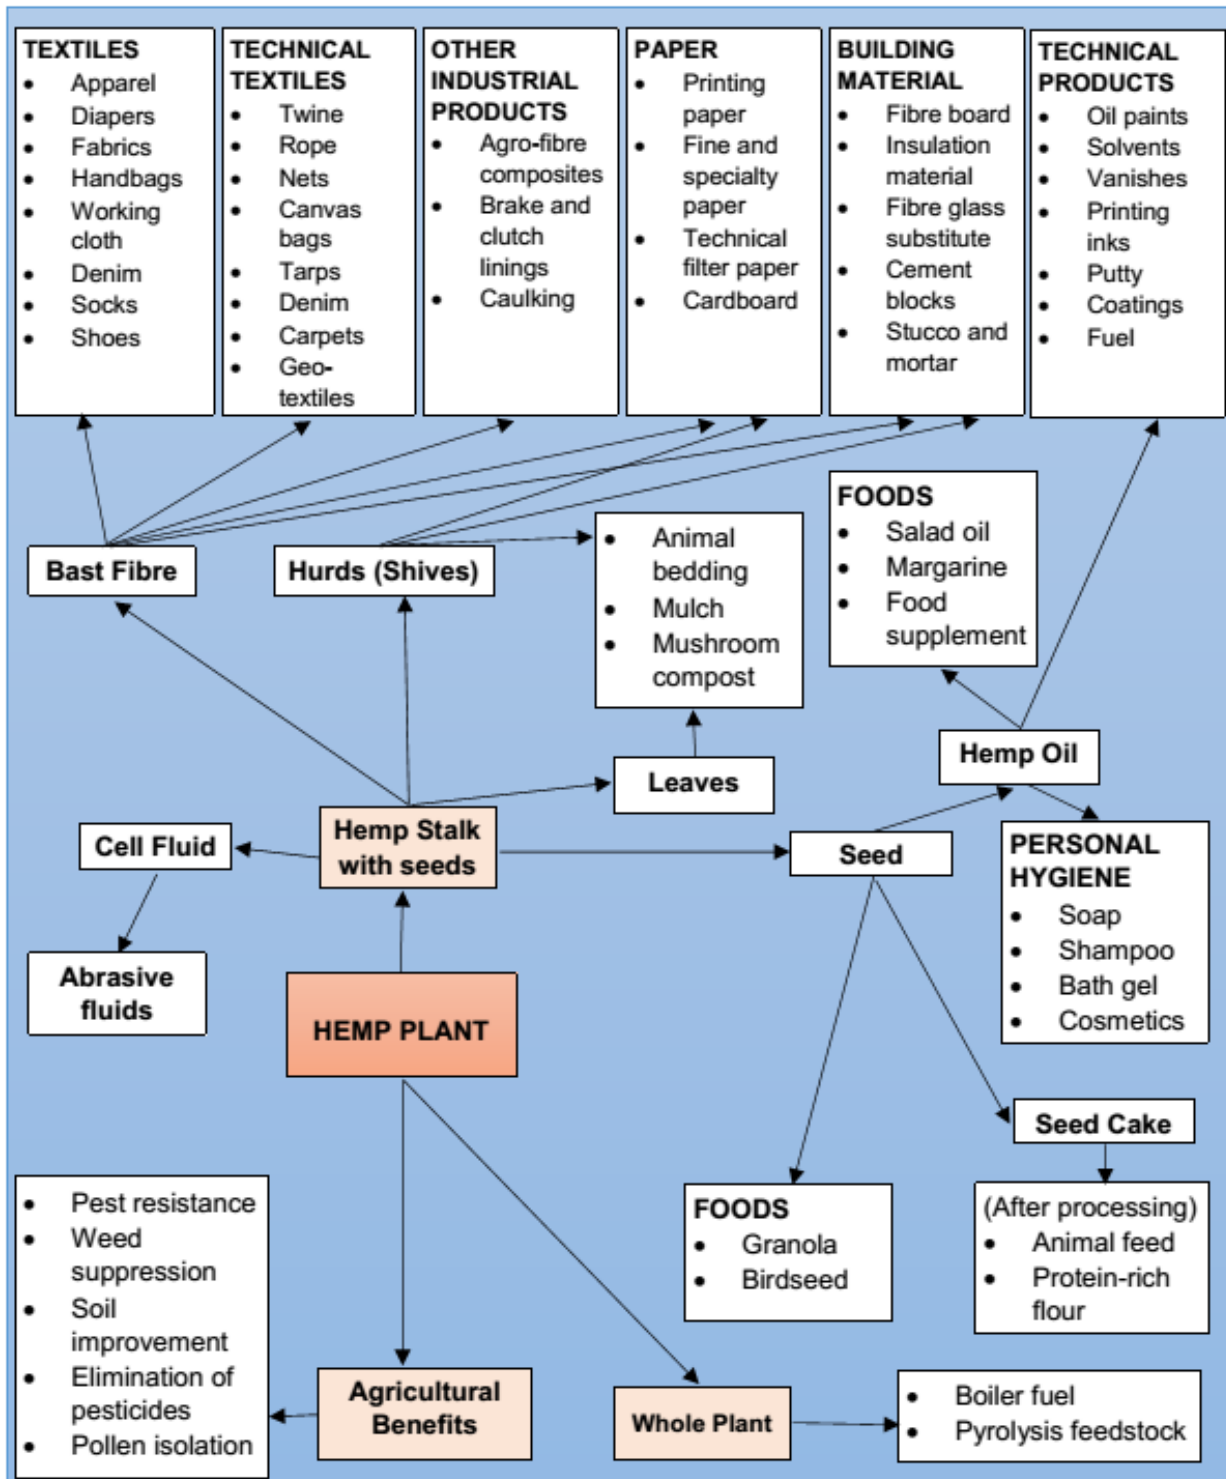 TEXTILES
• Apparel
• Diapers
• Fabrics
• Handbags
• Working
cloth
• Denim
• Socks
• Shoes
TECHNICAL
TEXTILES
• Twine
• Rope
• Nets
• Canvas
bags
• Tarps
• Denim
• Carpets
• Geo-
textiles
OTHER
INDUSTRIAL
PRODUCTS
• Agro-fibre
composites
• Brake and
clutch
linings
• Caulking
PAPER
• Printing
paper
• Fine and
specialty
paper
• Technical
filter paper
• Cardboard
BUILDING
MATERIAL
• Fibre board
• Insulation
material
• Fibre glass
substitute
• Cement
blocks
• Stucco and
mortar
TECHNICAL
PRODUCTS
• Oil paints
• Solvents
• Vanishes
• Printing
inks
• Putty
• Coatings
• Fuel
Bast Fibre
Hurds (Shives)
• Animal
bedding
• Mulch
• Mushroom
compost
FOODS
• Salad oil
• Margarine
• Food
supplement
Hemp Oil
Leaves
Cell Fluid
Hemp Stalk
with seeds
Seed
PERSONAL
HYGIENE
• Soap
• Shampoo
• Bath gel
• Cosmetics
Abrasive
fluids
HEMP PLANT
Seed Cake
(After processing)
• Animal feed
• Protein-rich
flour
FOODS
• Granola
• Birdseed
• Pest resistance
• Weed
suppression
• Soil
improvement
• Elimination of
pesticides
• Pollen isolation
Agricultural
Benefits
Whole Plant
• Boiler fuel
• Pyrolysis feedstock